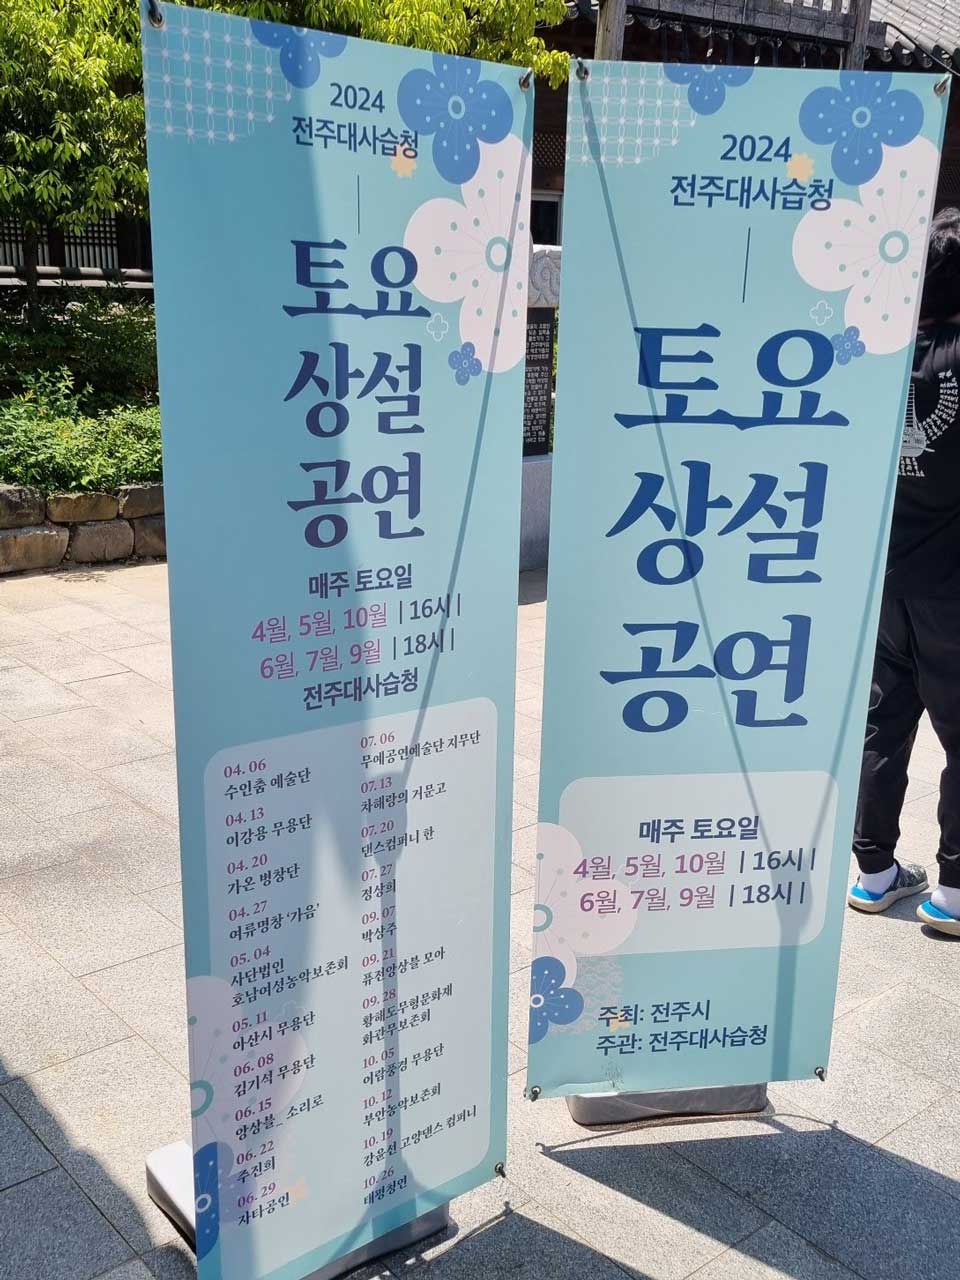 2024
전주대사습청
토요
상설
공연
매주 토요일
4월, 5월, 10월 | 16시 |
6월, 7월, 9월 | 18시 |
전주대사습청
04. 06
수인춤 예술단
04. 13
이강용 무용단
04. 20
가온 병창단
04. 27
여류명창 '가음'
05. 04
사단법인
호남여성농악보존회
05. 11
아산시 무용단
06. 08
김기석 무용단
06. 15
앙상블_ 소리로
06. 22
주진희
06. 29
자타공인
07. 06
무예공연예술단 지무단
07. 13
차혜랑의 거문고
07. 20
댄스컴퍼니 한
07. 27
정상희
09. 07
박상주
09. 21
퓨전앙상블 모아
09. 28
황해도무형문화재
화관무보존회
10. 05
이람풍경 무용단
10. 12
부안농악보존회
10. 19
강윤선 고양댄스 컴퍼니
10. 26
태평청연
2024
전주대사습청
토요
상설
공연
매주 토요일
4월, 5월, 10월 | 16시 |
6월, 7월, 9월 | 18시 |
주최: 전주시
주관: 전주대사습청